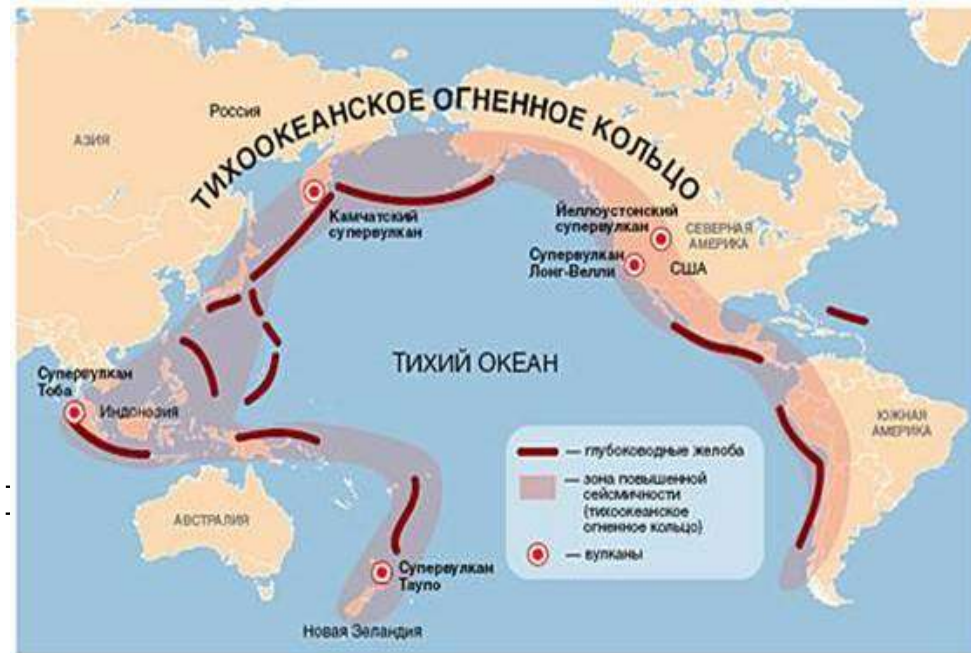 ТИХООКЕАНСКОЕ ОГНЕННОЕ КОЛЬЦО
Россия
АЗИЯ
Камчатский
супервулкан
Йеллоустонский
супервулкан
СЕВЕРНАЯ
АМЕРИКА
Супервулкан
Лонг-Велли
США
ТИХИЙ ОКЕАН
Супервулкан
Тоба
Индонозия
ЮЖНАЯ
АМЕРИКА
— глубоководные желоба
— зона повышенной
сейсмичности
(тихоокеанское
огненное кольцо)
— вулканы
АВСТРАЛИЯ
Супервулкан
Таупо
Новая Зеландия